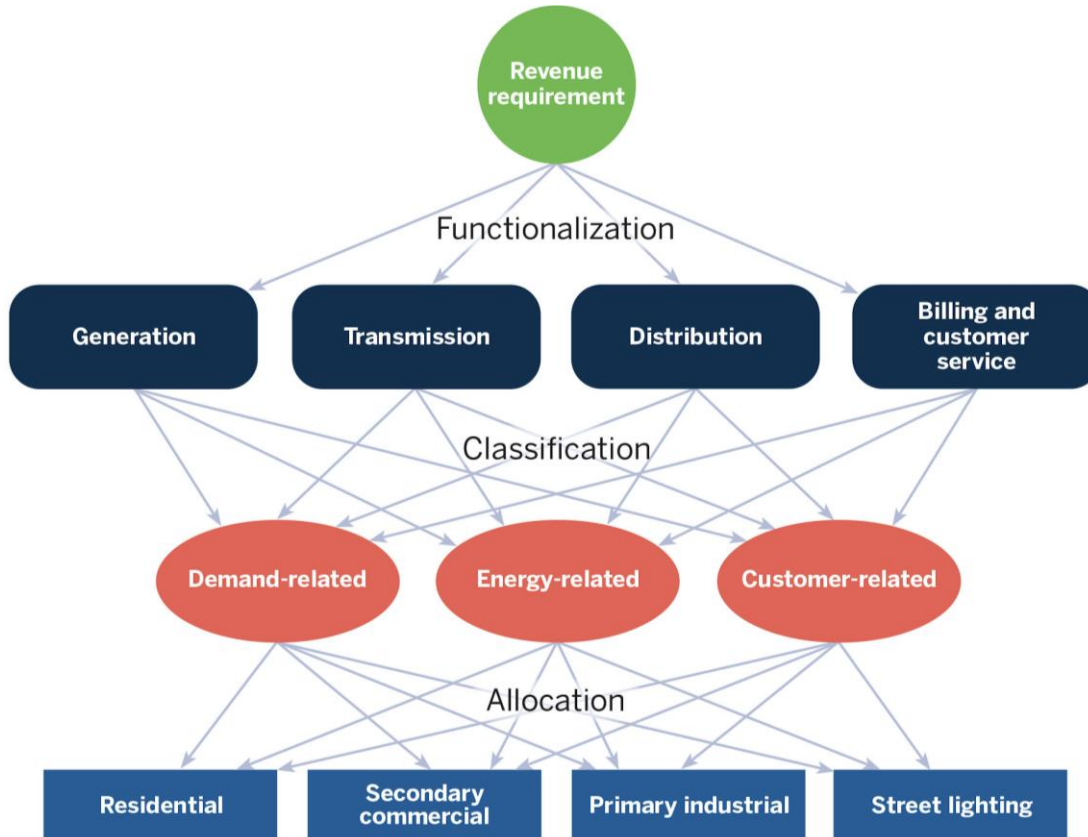 Revenue
requirement
Functionalization
Generation
Transmission
Distribution
Billing and
customer
service
Classification
Demand-related
Energy-related
Customer-related
Allocation
Residential
Secondary
commercial
Primary industrial
Street lighting